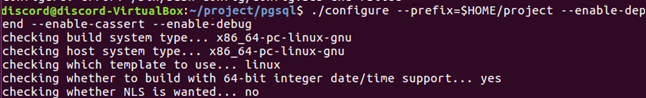 discord@discord-VirtualBox:~/project/pgsql$ ./configure --prefix=$HOME/project --enable-dep
end --enable-cassert --enable-debug
checking build system type... x86_64-pc-linux-gnu
checking host system type... x86_64-pc-linux-gnu
checking which template to use... linux
checking whether to build with 64-bit integer date/time support... yes
checking whether NLS is wanted... no